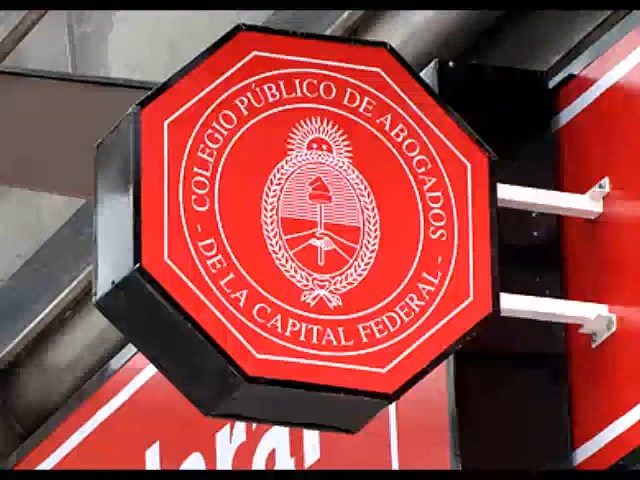 COLEGIO PÚBLICO DE ABOGADOS
- DE LA CAPITAL FEDERAL -